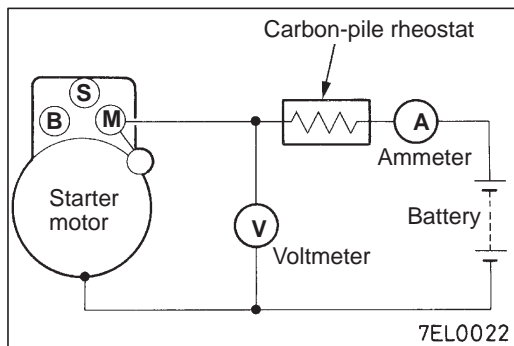 Carbon-pile rheostat
S
B
M
A
Ammeter
Starter
motor
Battery
V
Voltmeter
7EL0022